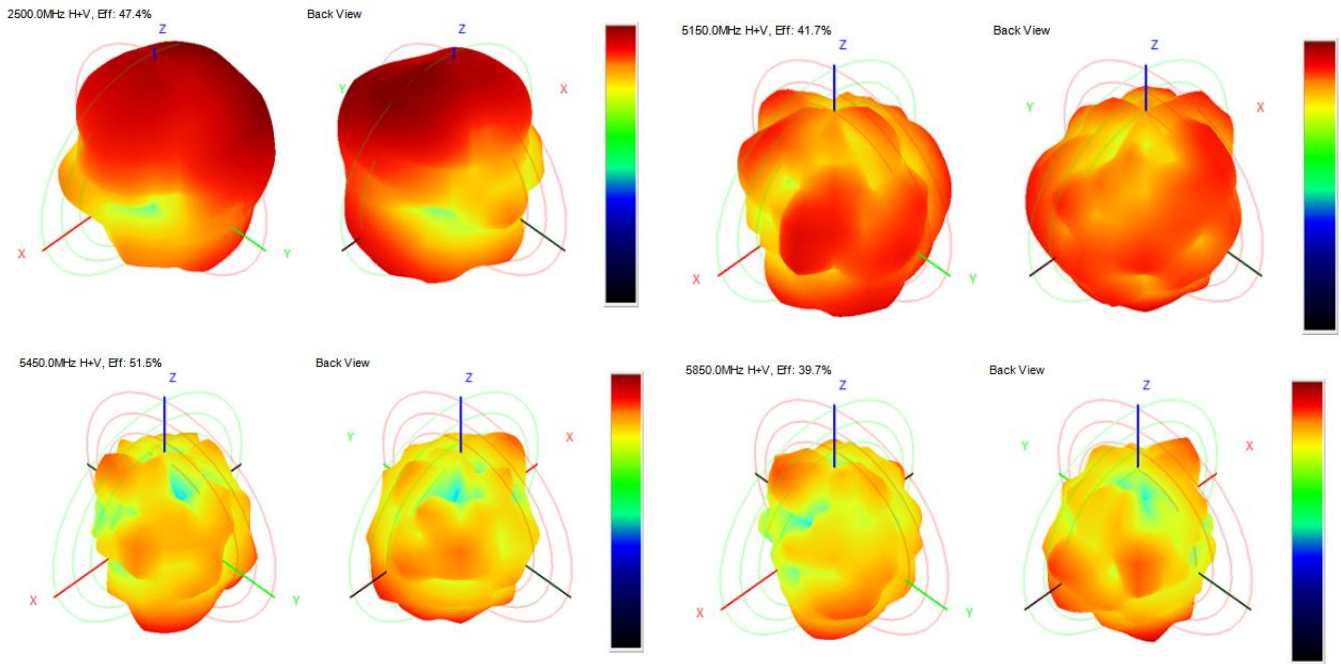 2500.0MHz H+V, Eff: 47.4%
Back View
Z
Z
Y
X
X
Y
5150.0MHz H+V, Eff: 41.7%
Back View
Z
Z
Y
X
X
Y
5450.0MHz H+V, Eff: 51.5%
Back View
Z
Z
Y
X
X
Y
5850.0MHz H+V, Eff: 39.7%
Back View
Z
Z
Y
X
X
Y